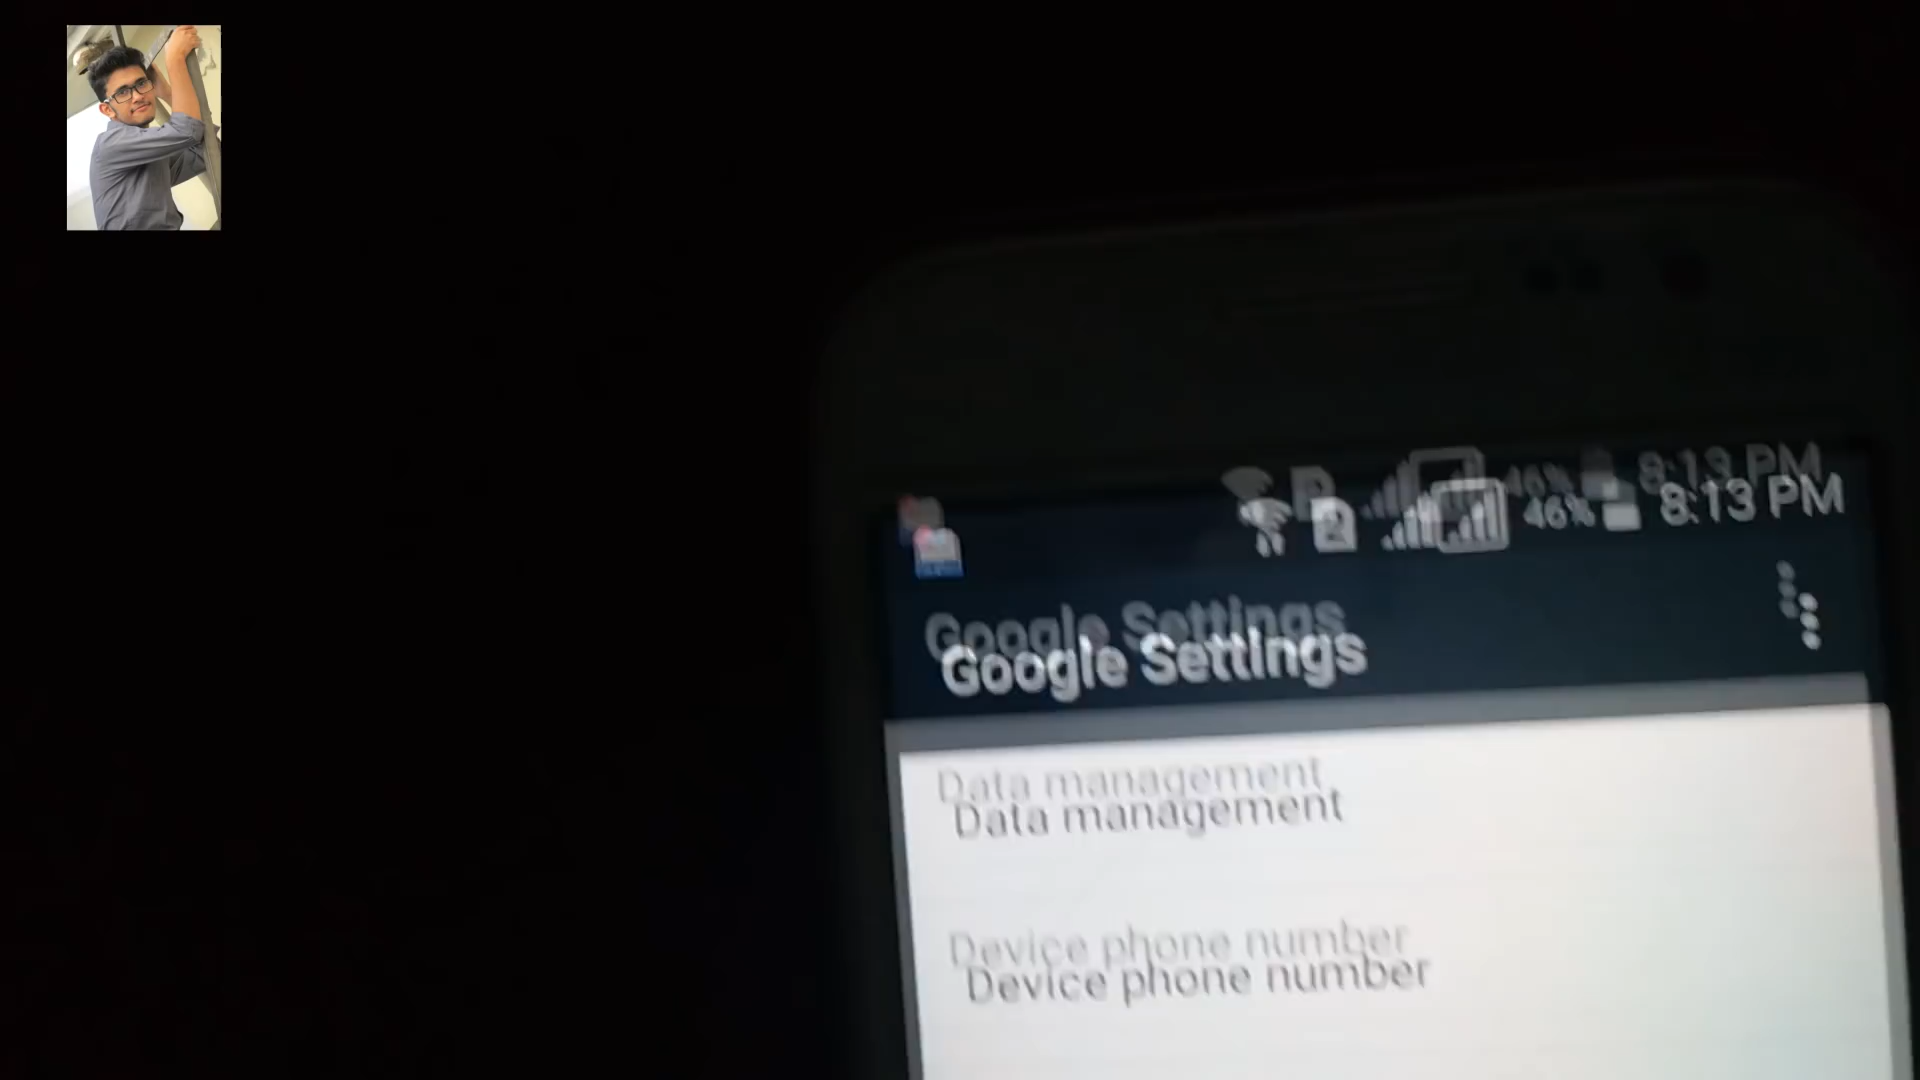 46% 8:13 PM
Google Settings
Data management
Device phone number